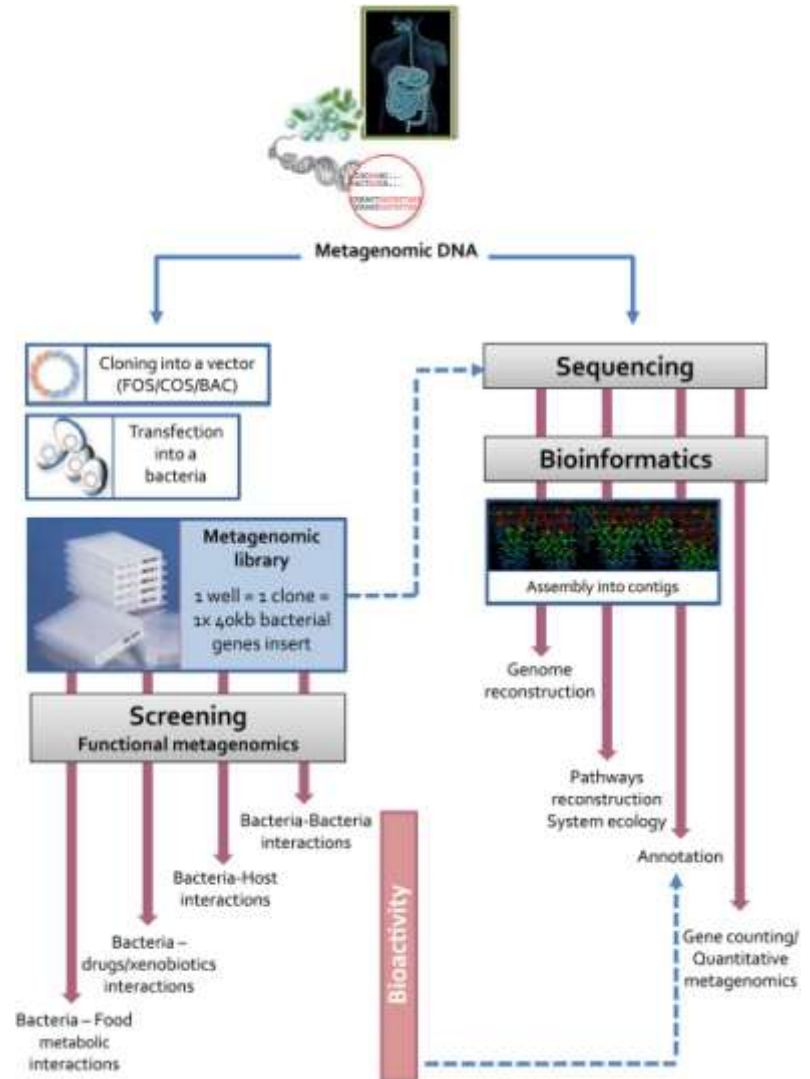 Metagenomic DNA
Cloning into a vector
(FOS/COS/BAC)
Transfection
into a
bacteria
Metagenomic
library
1 well = 1 clone =
1x 40kb bacterial
genes insert
Screening
Functional metagenomics
Bacteria-Bacteria
interactions
Bacteria-Host
interactions
Bacteria –
drugs/xenobiotics
interactions
Bacteria – Food
metabolic
interactions
Bioactivity
Sequencing
Bioinformatics
Assembly into contigs
Genome
reconstruction
Pathways
reconstruction
System ecology
Annotation
Gene counting/
Quantitative
metagenomics